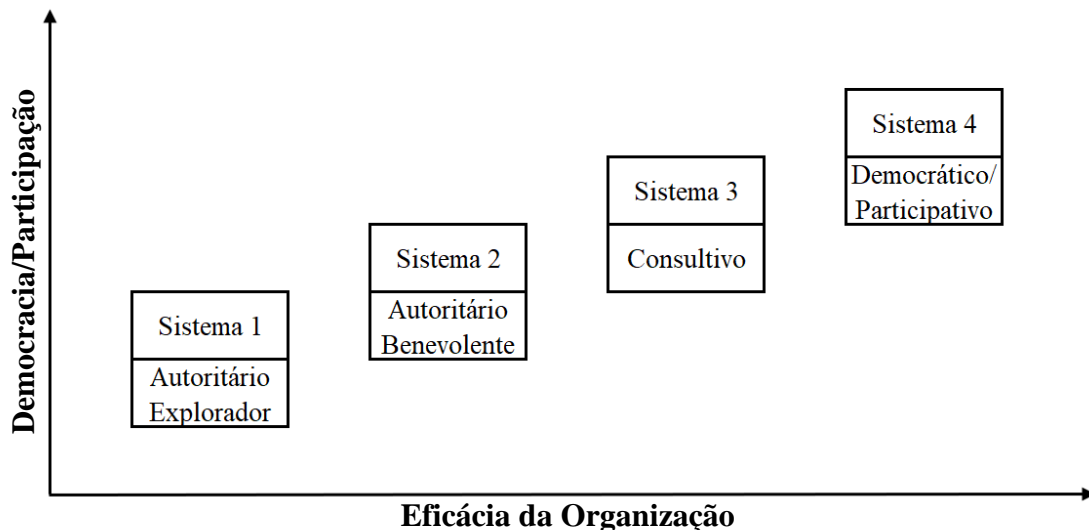 Democracia/Participação
Sistema 1
Autoritário
Explorador
Sistema 2
Autoritário
Benevolente
Sistema 3
Consultivo
Sistema 4
Democrático/
Participativo
Eficácia da Organização